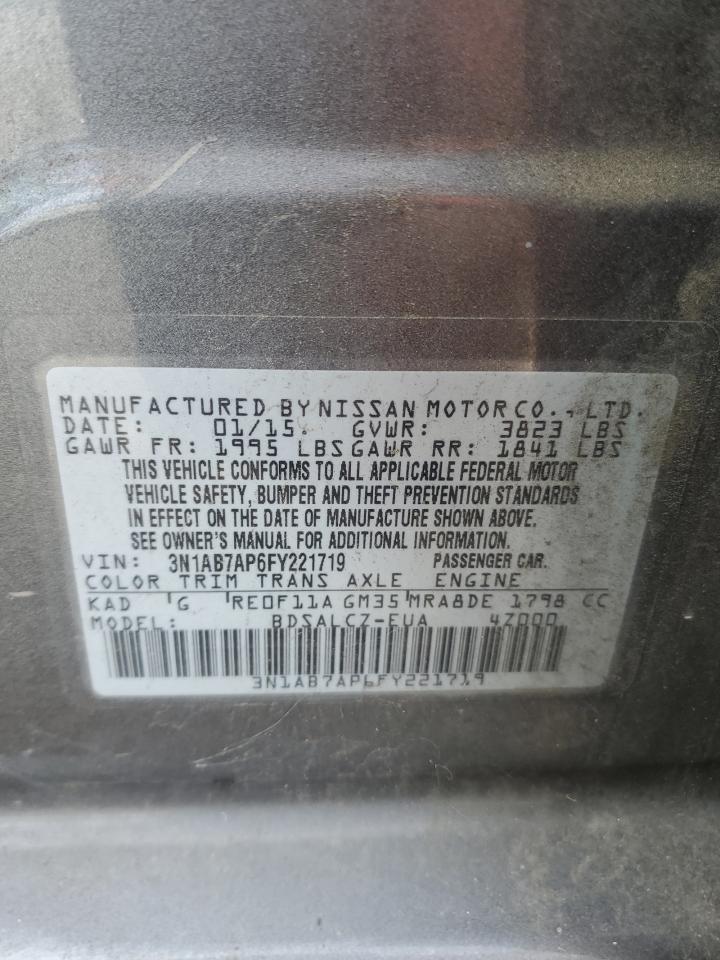 MANUFACTURED BY NISSAN MOTOR CO., LTD.
DATE: 01/15 GVWR: 3823 LBS
GAWR FR: 1995 LBS GAWR RR: 1841 LBS
THIS VEHICLE CONFORMS TO ALL APPLICABLE FEDERAL MOTOR
VEHICLE SAFETY, BUMPER AND THEFT PREVENTION STANDARDS
IN EFFECT ON THE DATE OF MANUFACTURE SHOWN ABOVE.
SEE OWNER'S MANUAL FOR ADDITIONAL INFORMATION.
VIN: 3N1AB7AP6FY221719 PASSENGER CAR.
COLOR TRIM TRANS AXLE ENGINE
KAD G RE0F11A GM35 MRA8DE 1798 CC
MODEL: BDSALCZ-EUA 4Z000
3N1AB7AP6FY221719